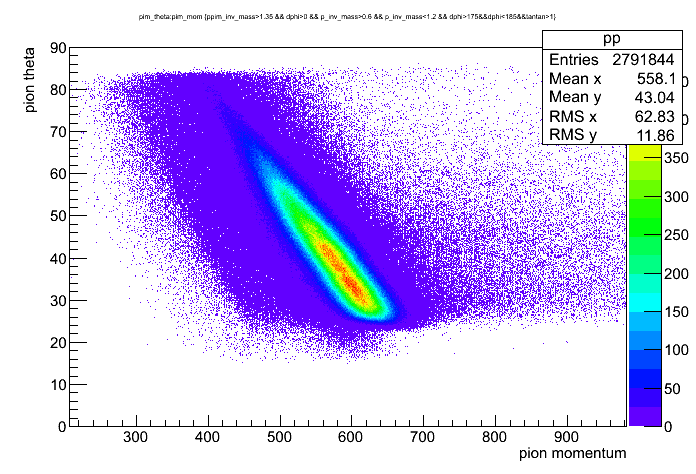 pim_theta:pim_mom {ppim_inv_mass>1.35 && dphi>0 && p_inv_mass>0.6 && p_inv_mass<1.2 && dphi>175&&dphi<185&&tantan>1}
pp
Entries 2791844
Mean x 558.1
Mean y 43.04
RMS x 62.83
RMS y 11.86
pion theta
90
80
70
60
50
40
30
20
10
0
300 400 500 600 700 800 900
pion momentum
0
0
350
300
250
200
150
100
50
0